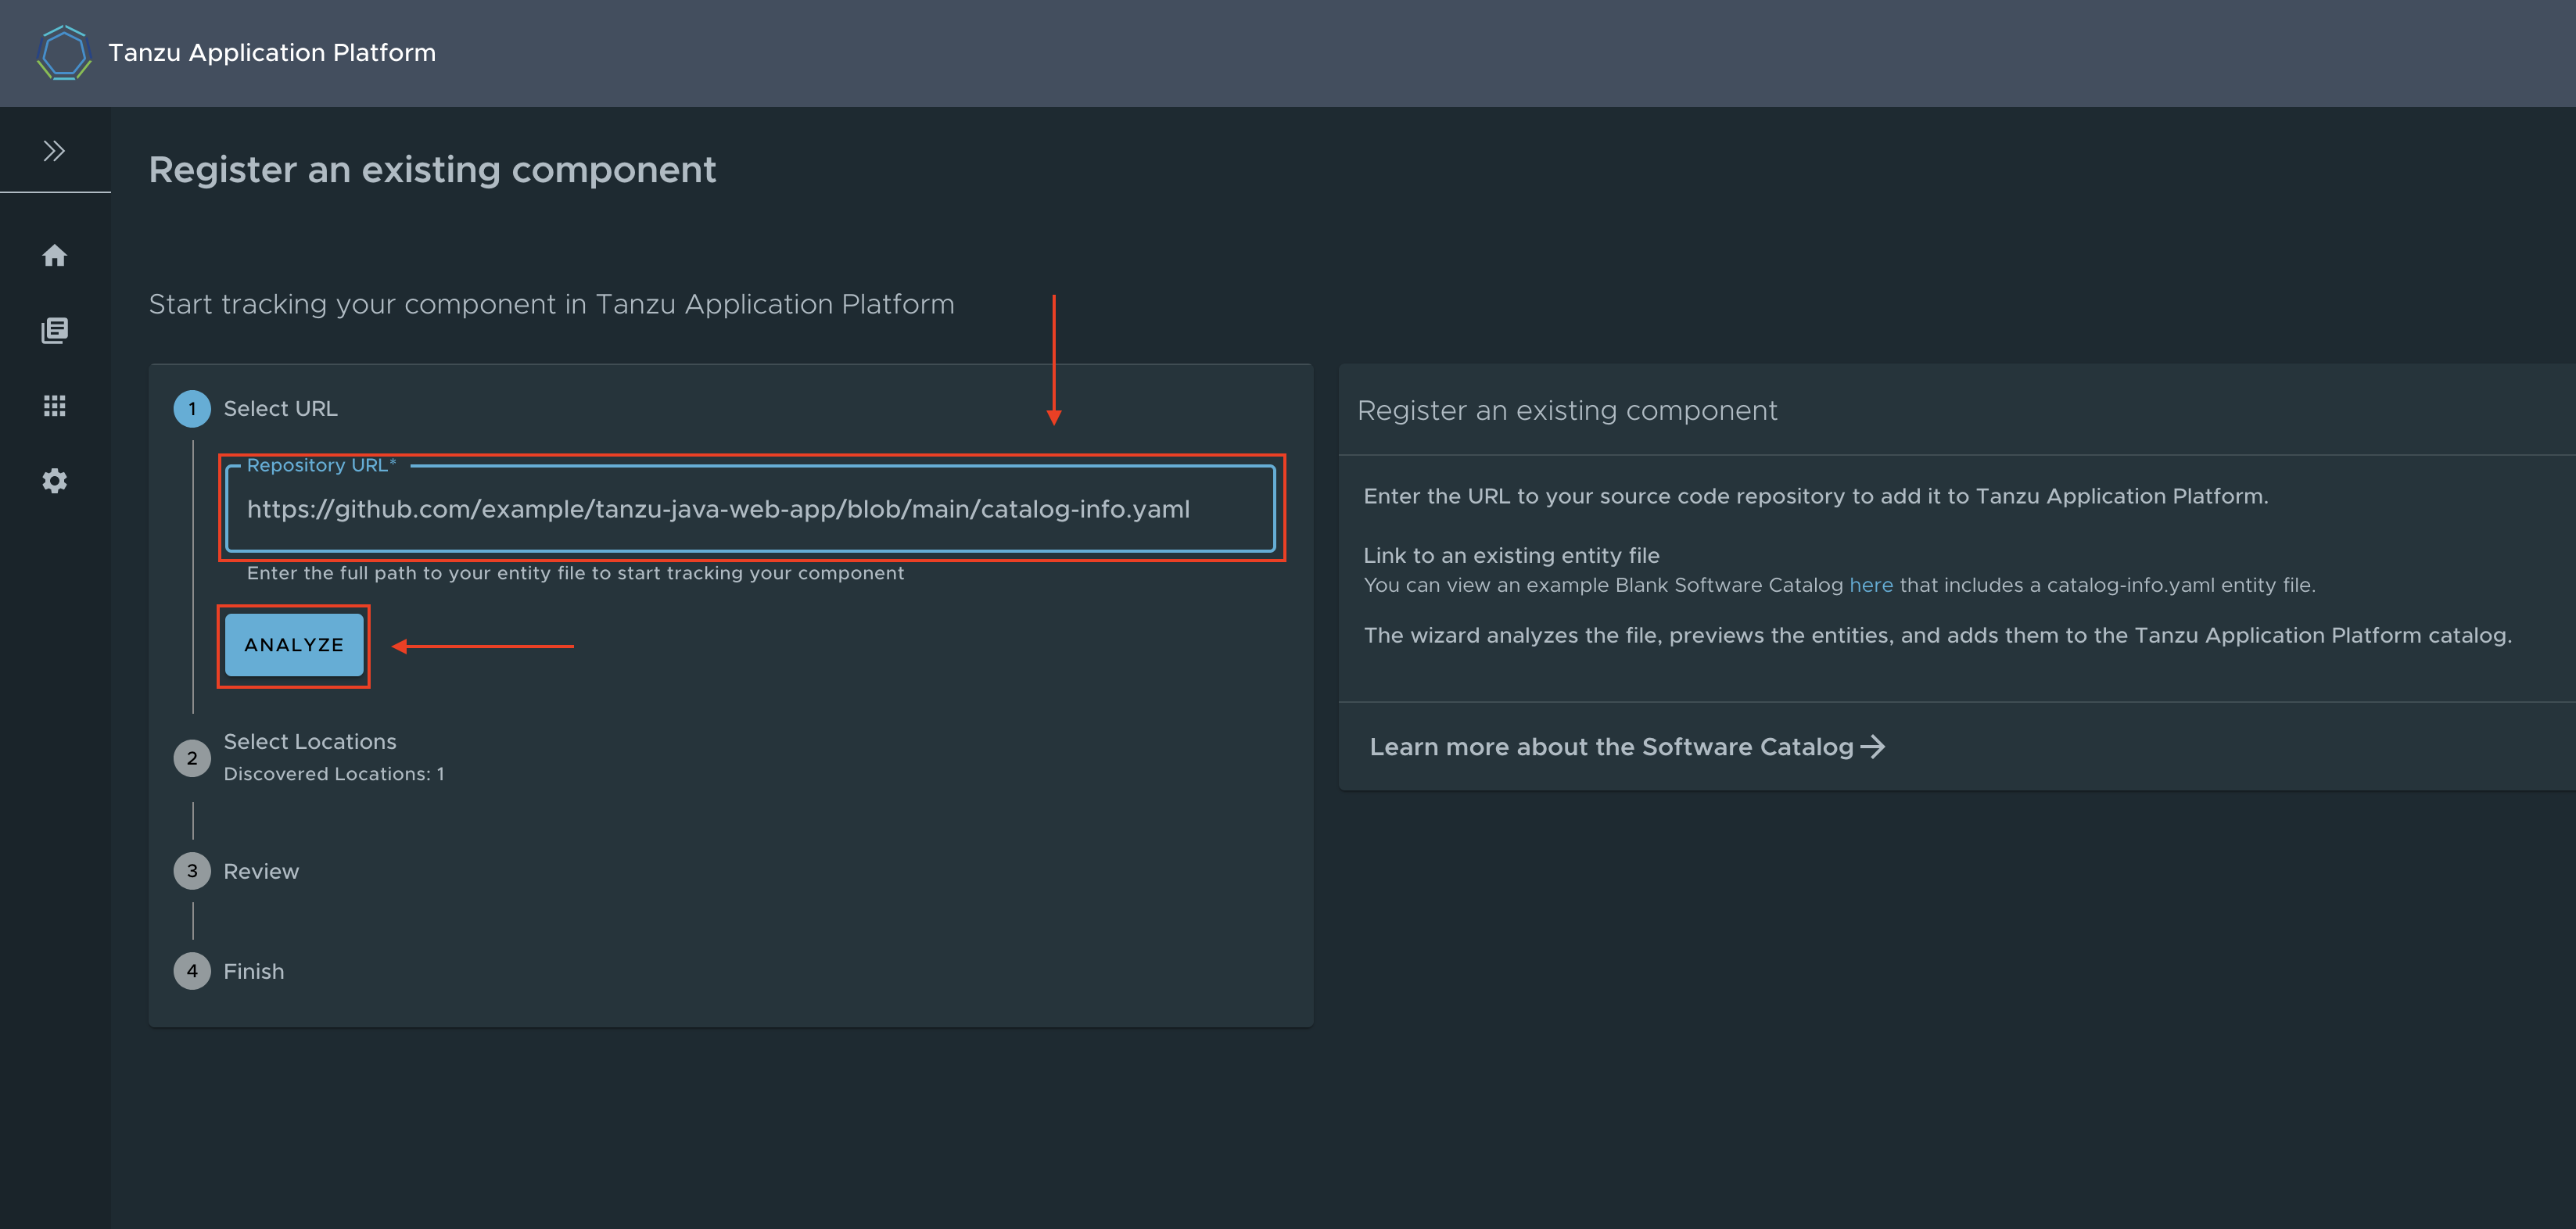 Tanzu Application Platform
Register an existing component
Start tracking your component in Tanzu Application Platform
1 Select URL
Repository URL*
https://github.com/example/tanzu-java-web-app/blob/main/catalog-info.yaml
Enter the full path to your entity file to start tracking your component
ANALYZE
2 Select Locations
Discovered Locations: 1
3 Review
4 Finish
Register an existing component
Enter the URL to your source code repository to add it to Tanzu Application Platform.
Link to an existing entity file
You can view an example Blank Software Catalog here that includes a catalog-info.yaml entity file.
The wizard analyzes the file, previews the entities, and adds them to the Tanzu Application Platform catalog.
Learn more about the Software Catalog